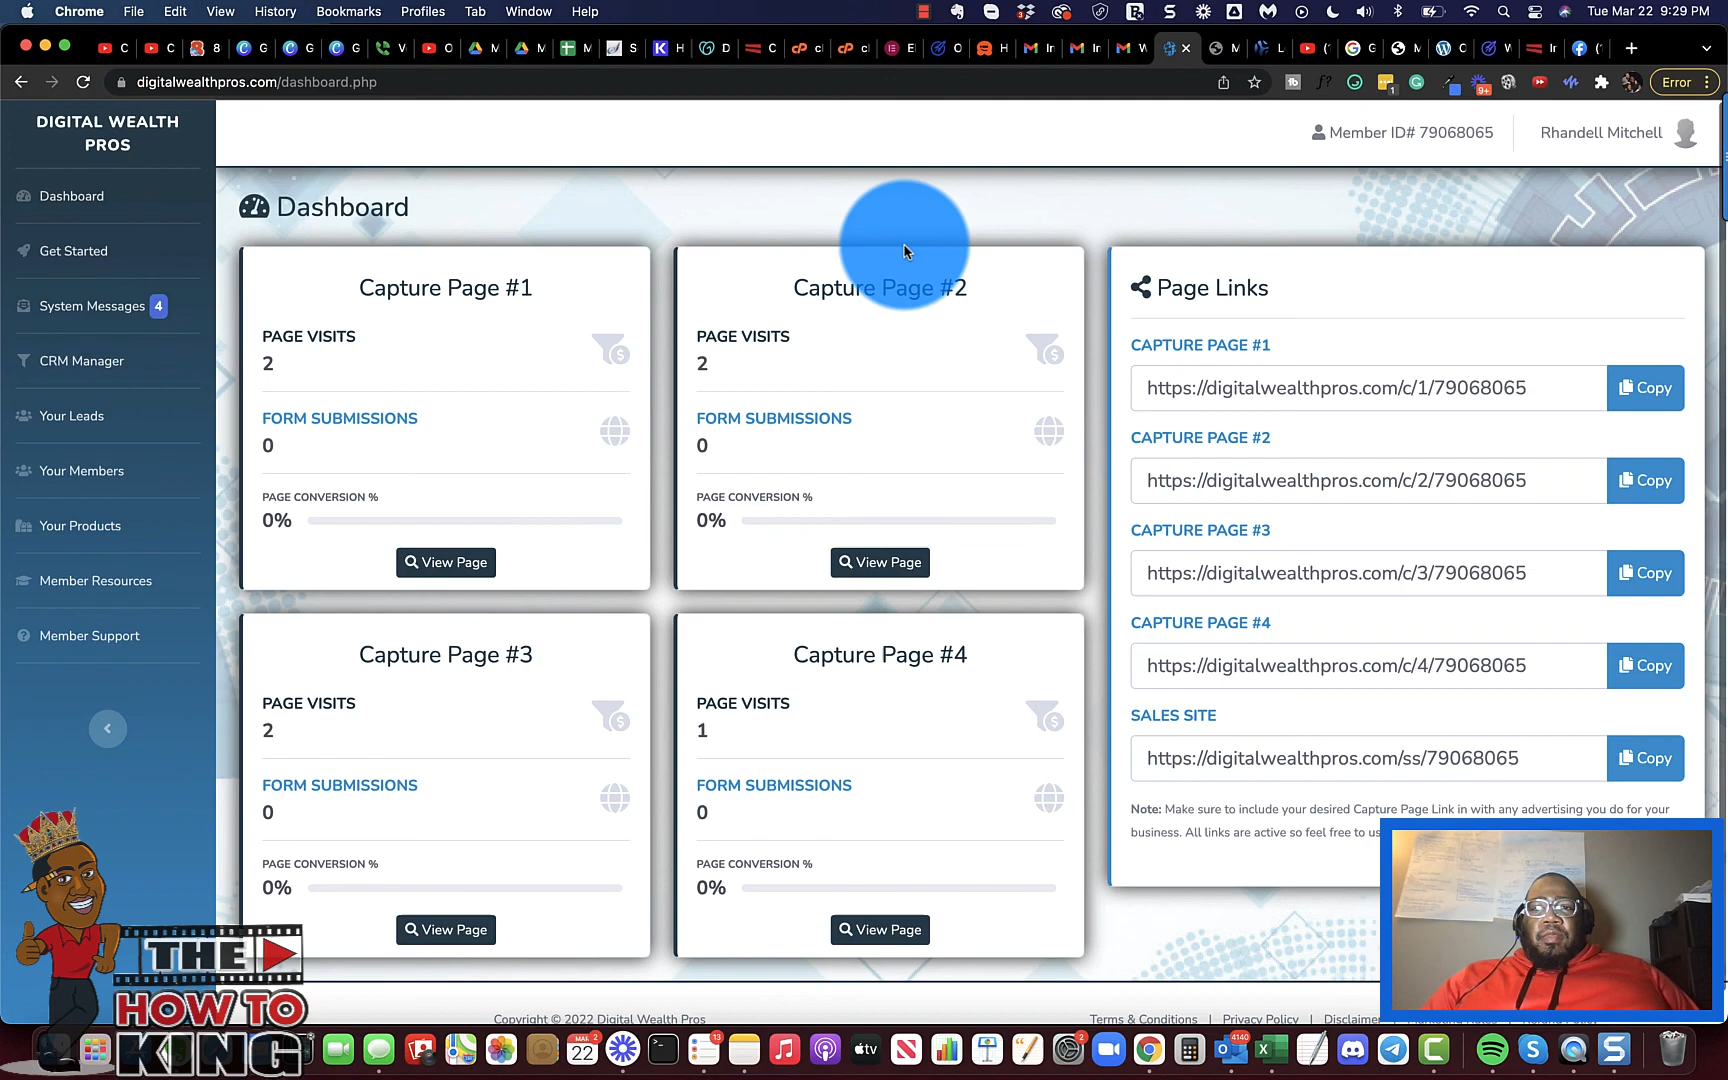 Chrome File Edit View History Bookmarks Profiles Tab Window Help
Tue Mar 22 9:29 PM
digitalwealthpros.com/dashboard.php
Error
DIGITAL WEALTH
PROS
Member ID# 79068065
Rhandell Mitchell
Dashboard
Get Started
System Messages 4
CRM Manager
Your Leads
Your Members
Your Products
Member Resources
Member Support
Dashboard
Capture Page #1
PAGE VISITS
2
FORM SUBMISSIONS
0
PAGE CONVERSION %
0%
View Page
Capture Page #2
PAGE VISITS
2
FORM SUBMISSIONS
0
PAGE CONVERSION %
0%
View Page
Capture Page #3
PAGE VISITS
2
FORM SUBMISSIONS
0
PAGE CONVERSION %
0%
View Page
Capture Page #4
PAGE VISITS
1
FORM SUBMISSIONS
0
PAGE CONVERSION %
0%
View Page
Page Links
CAPTURE PAGE #1
https://digitalwealthpros.com/c/1/79068065 Copy
CAPTURE PAGE #2
https://digitalwealthpros.com/c/2/79068065 Copy
CAPTURE PAGE #3
https://digitalwealthpros.com/c/3/79068065 Copy
CAPTURE PAGE #4
https://digitalwealthpros.com/c/4/79068065 Copy
SALES SITE
https://digitalwealthpros.com/ss/79068065 Copy
Note: Make sure to include your desired Capture Page Link in with any advertising you do for your
business. All links are active so feel free to
Copyright © 2022 Digital Wealth Pros
Terms & Conditions | Privacy Policy | Disclaimer
THE
HOW TO
KING